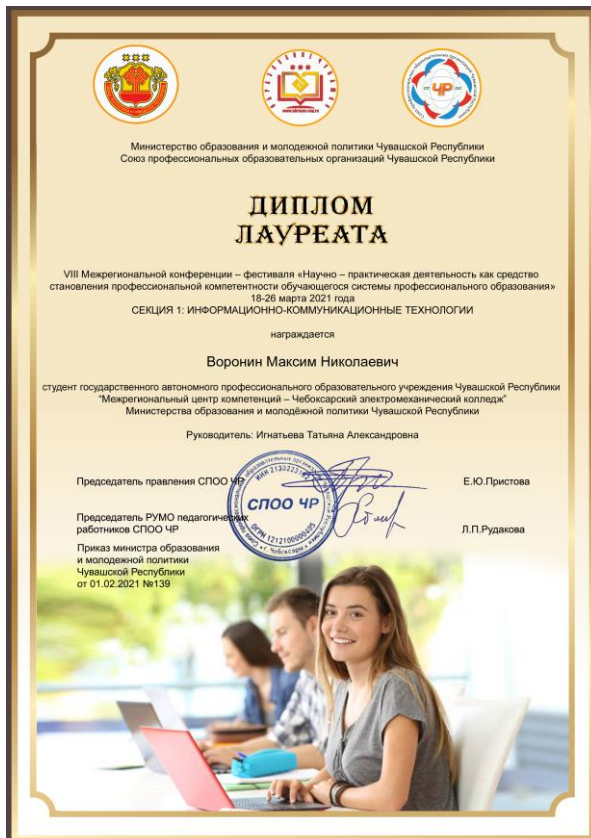 Министерство образования и молодежной политики Чувашской Республики
Союз профессиональных образовательных организаций Чувашской Республики
ДИПЛОМ
ЛАУРЕАТА
VIII Межрегиональной конференции – фестиваля «Научно – практическая деятельность как средство
становления профессиональной компетентности обучающегося системы профессионального образования»
18-26 марта 2021 года
СЕКЦИЯ 1: ИНФОРМАЦИОННО-КОММУНИКАЦИОННЫЕ ТЕХНОЛОГИИ
награждается
Воронин Максим Николаевич
студент государственного автономного профессионального образовательного учреждения Чувашской Республики
"Межрегиональный центр компетенций – Чебоксарский электромеханический колледж"
Министерства образования и молодёжной политики Чувашской Республики
Руководитель: Игнатьева Татьяна Александровна
Председатель правления СПОО ЧР
Е.Ю.Пристова
СПОО ЧР
Председатель РУМО педагогических
работников СПОО ЧР
Л.П.Рудакова
Приказ министра образования
и молодежной политики
Чувашской Республики
от 01.02.2021 №139